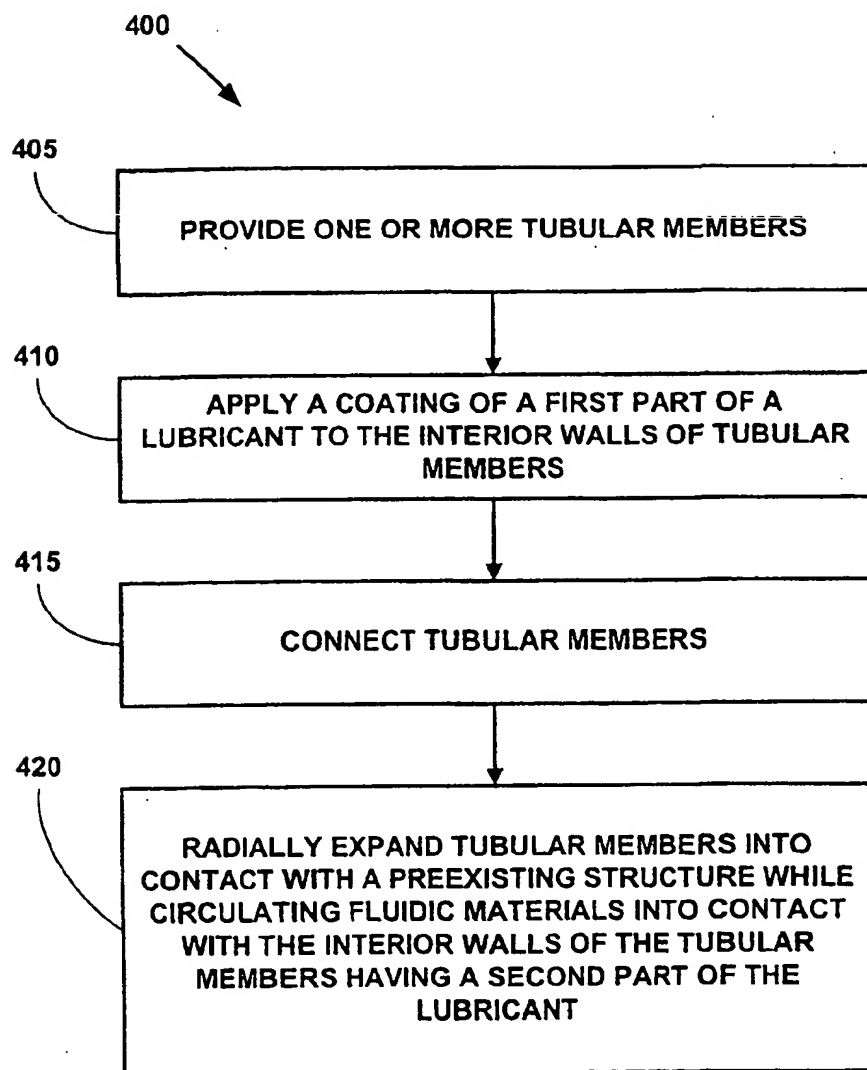 400
405
PROVIDE ONE OR MORE TUBULAR MEMBERS
410
APPLY A COATING OF A FIRST PART OF A
LUBRICANT TO THE INTERIOR WALLS OF TUBULAR
MEMBERS
415
CONNECT TUBULAR MEMBERS
420
RADIALLY EXPAND TUBULAR MEMBERS INTO
CONTACT WITH A PREEXISTING STRUCTURE WHILE
CIRCULATING FLUIDIC MATERIALS INTO CONTACT
WITH THE INTERIOR WALLS OF THE TUBULAR
MEMBERS HAVING A SECOND PART OF THE
LUBRICANT